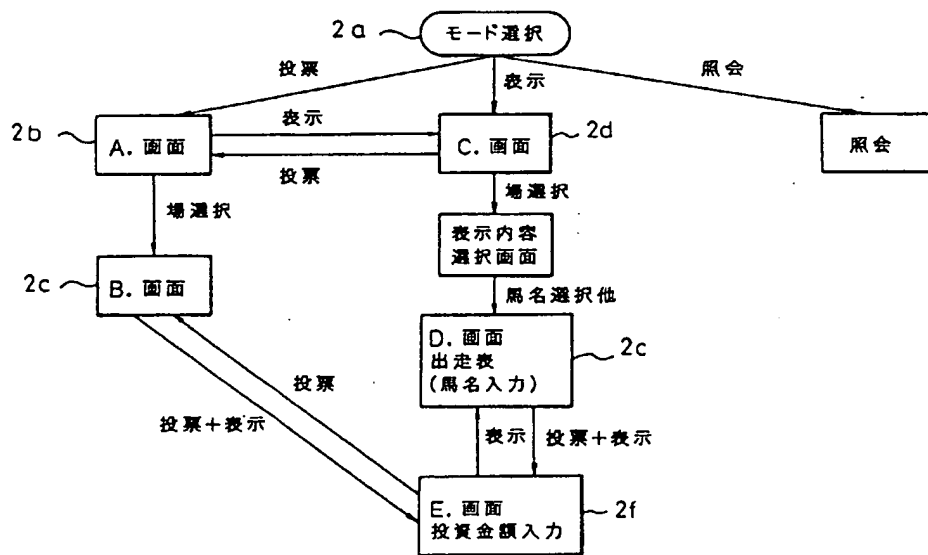 2a
モード選択
投票
表示
照会
2b
A. 画面
表示
投票
C. 画面
2d
照会
場選択
場選択
表示内容
選択画面
2c
B. 画面
馬名選択他
D. 画面
出走表
(馬名入力)
2c
投票
投票+表示
表示
投票+表示
E. 画面
投資金額入力
2f